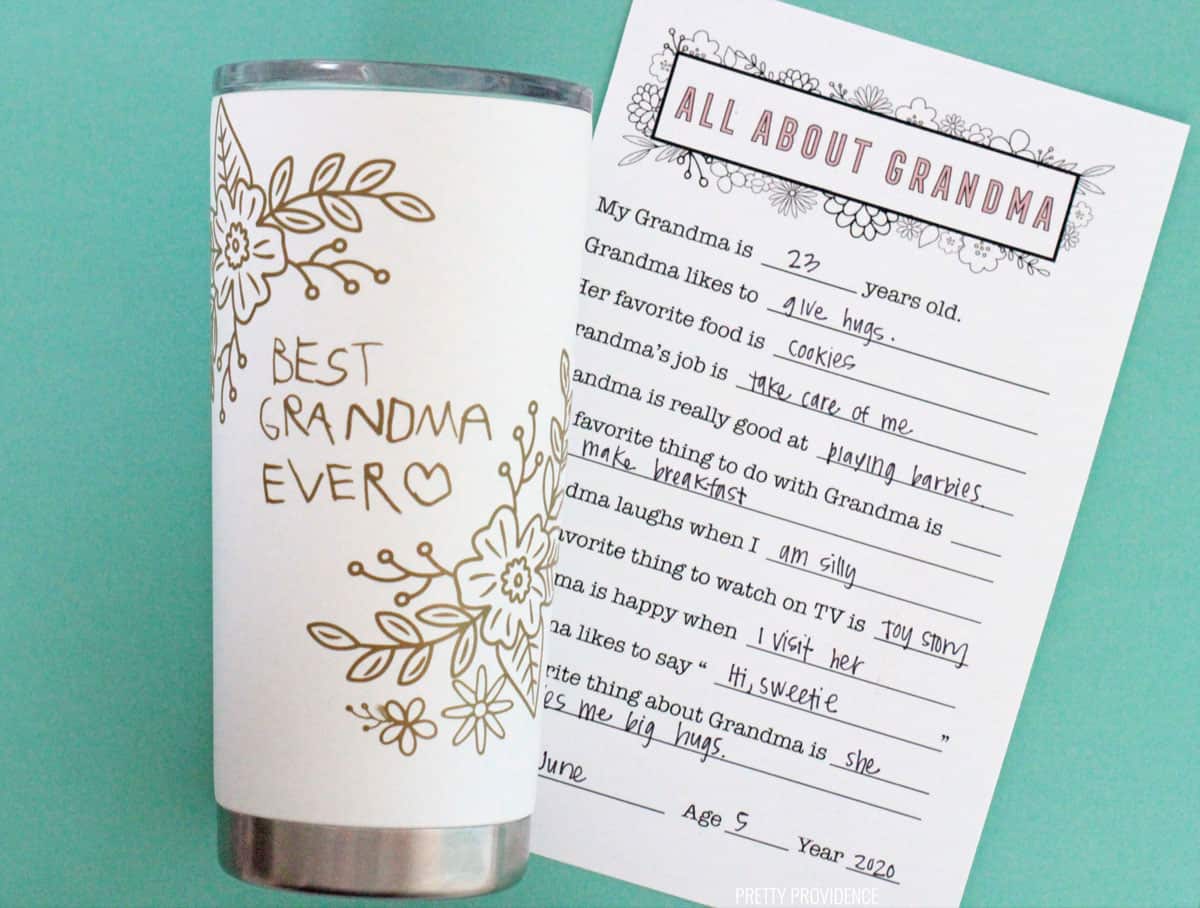 BEST
GRANDMA
EVER
ALL ABOUT GRANDMA
My Grandma is 23 years old.
Grandma likes to give hugs.
Her favorite food is cookies
randma's job is take care of me
andma is really good at playing barbies.
favorite thing to do with Grandma is
make breakfast
dma laughs when I am silly
avorite thing to watch on TV is Toy Story
ma is happy when I visit her
na likes to say " Hi, sweetie "
rite thing about Grandma is she
es me big hugs.
June Age 5 Year 2020
PRETTY PROVIDENCE